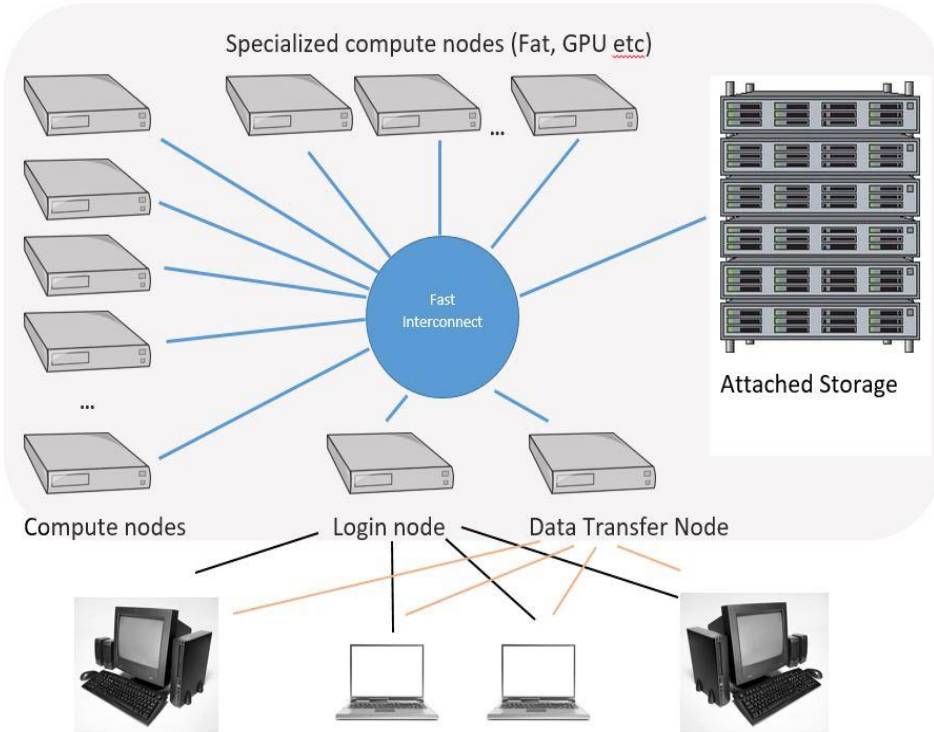 Specialized compute nodes (Fat, GPU etc)
...
Fast
Interconnect
Attached Storage
...
Compute nodes
Login node
Data Transfer Node